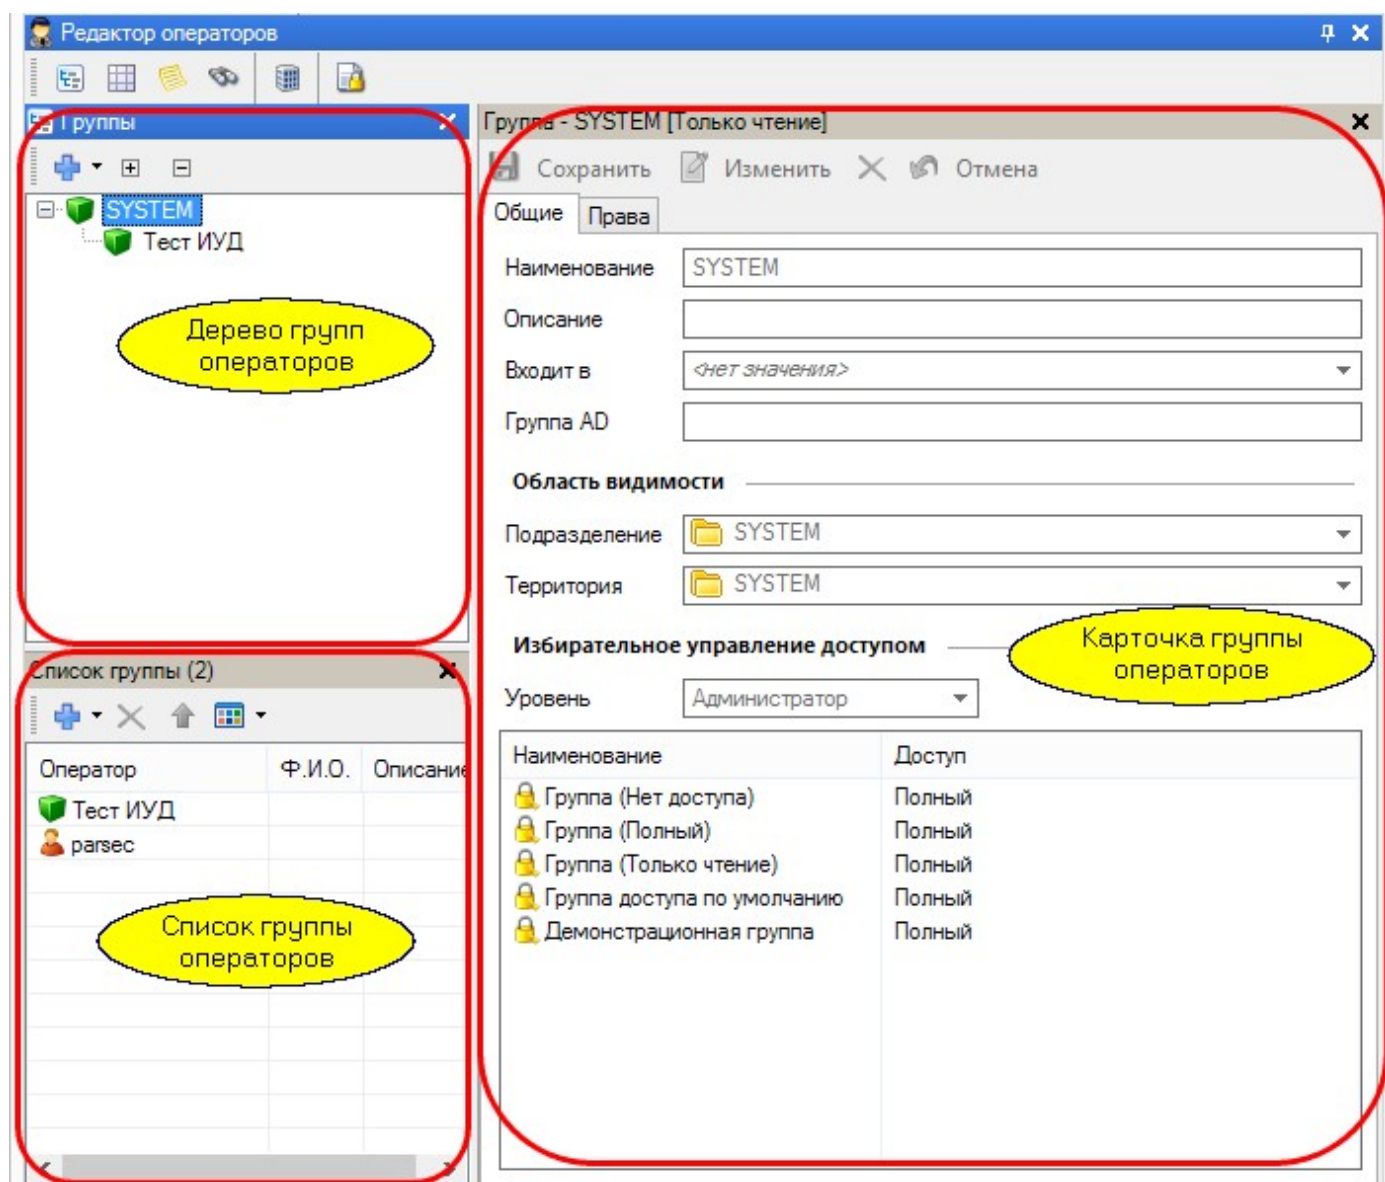 Редактор операторов
Группы
SYSTEM
Тест ИУД
Дерево групп
операторов
Список группы (2)
Оператор Ф.И.О. Описание
Тест ИУД
parsec
Список группы
операторов
Группа - SYSTEM [Только чтение]
Сохранить Изменить Отмена
Общие Права
Наименование SYSTEM
Описание
Входит в <нет значения>
Группа AD
Область видимости
Подразделение SYSTEM
Территория SYSTEM
Избирательное управление доступом
Карточка группы
операторов
Уровень Администратор
Наименование Доступ
Группа (Нет доступа) Полный
Группа (Полный) Полный
Группа (Только чтение) Полный
Группа доступа по умолчанию Полный
Демонстрационная группа Полный